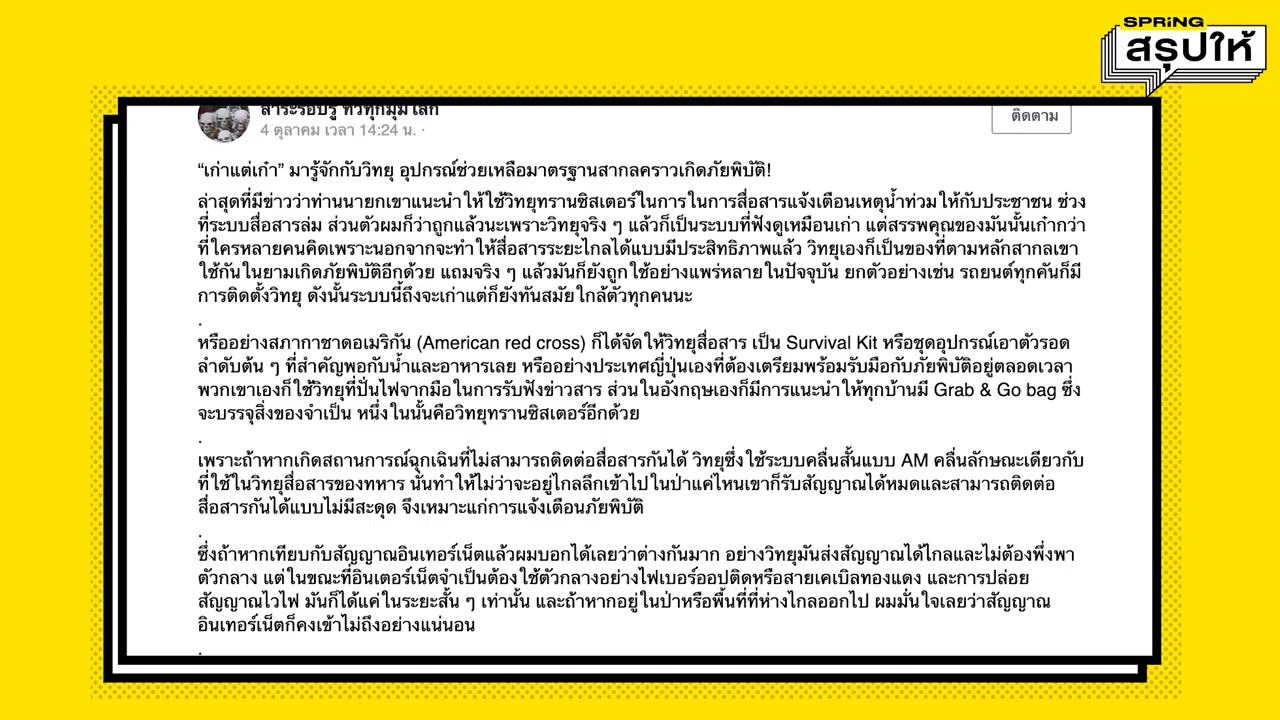 SPRiNG
สรุปให้
สาระรอบรู้ ทั่วทุกมุมโลก
4 ตุลาคม เวลา 14:24 น. ·
ติดตาม
“เก่าแต่เก๋า” มารู้จักกับวิทยุ อุปกรณ์ช่วยเหลือมาตรฐานสากลคราวเกิดภัยพิบัติ!
ล่าสุดที่มีข่าวว่าท่านนายกเขาแนะนำให้ใช้วิทยุทรานซิสเตอร์ในการในการสื่อสารแจ้งเตือนเหตุน้ำท่วมให้กับประชาชน ช่วง
ที่ระบบสื่อสารล่ม ส่วนตัวผมก็ว่าถูกแล้วนะเพราะวิทยุจริง ๆ แล้วก็เป็นระบบที่ฟังดูเหมือนเก่า แต่สรรพคุณของมันนั้นเก๋ากว่า
ที่ใครหลายคนคิดเพราะนอกจากจะทำให้สื่อสารระยะไกลได้แบบมีประสิทธิภาพแล้ว วิทยุเองก็เป็นของที่ตามหลักสากลเขา
ใช้กันในยามเกิดภัยพิบัติอีกด้วย แถมจริง ๆ แล้วมันก็ยังถูกใช้อย่างแพร่หลายในปัจจุบัน ยกตัวอย่างเช่น รถยนต์ทุกคันก็มี
การติดตั้งวิทยุ ดังนั้นระบบนี้ถึงจะเก่าแต่ก็ยังทันสมัยใกล้ตัวทุกคนนะ
.
หรืออย่างสภากาชาดอเมริกัน (American red cross) ก็ได้จัดให้วิทยุสื่อสาร เป็น Survival Kit หรือชุดอุปกรณ์เอาตัวรอด
ลำดับต้น ๆ ที่สำคัญพอกับน้ำและอาหารเลย หรืออย่างประเทศญี่ปุ่นเองที่ต้องเตรียมพร้อมรับมือกับภัยพิบัติอยู่ตลอดเวลา
พวกเขาเองก็ใช้วิทยุที่ปั่นไฟจากมือในการรับฟังข่าวสาร ส่วนในอังกฤษเองก็มีการแนะนำให้ทุกบ้านมี Grab & Go bag ซึ่ง
จะบรรจุสิ่งของจำเป็น หนึ่งในนั้นคือวิทยุทรานซิสเตอร์อีกด้วย
.
เพราะถ้าหากเกิดสถานการณ์ฉุกเฉินที่ไม่สามารถติดต่อสื่อสารกันได้ วิทยุซึ่งใช้ระบบคลื่นสั้นแบบ AM คลื่นลักษณะเดียวกับ
ที่ใช้ในวิทยุสื่อสารของทหาร นั่นทำให้ไม่ว่าจะอยู่ไกลลึกเข้าไปในป่าแค่ไหนเขาก็รับสัญญาณได้หมดและสามารถติดต่อ
สื่อสารกันได้แบบไม่มีสะดุด จึงเหมาะแก่การแจ้งเตือนภัยพิบัติ
.
ซึ่งถ้าหากเทียบกับสัญญาณอินเทอร์เน็ตแล้วผมบอกได้เลยว่าต่างกันมาก อย่างวิทยุมันส่งสัญญาณได้ไกลและไม่ต้องพึ่งพา
ตัวกลาง แต่ในขณะที่อินเตอร์เน็ตจำเป็นต้องใช้ตัวกลางอย่างไฟเบอร์ออปติดหรือสายเคเบิลทองแดง และการปล่อย
สัญญาณไวไฟ มันก็ได้แค่ในระยะสั้น ๆ เท่านั้น และถ้าหากอยู่ในป่าหรือพื้นที่ที่ห่างไกลออกไป ผมมั่นใจเลยว่าสัญญาณ
อินเทอร์เน็ตก็คงเข้าไม่ถึงอย่างแน่นอน
.